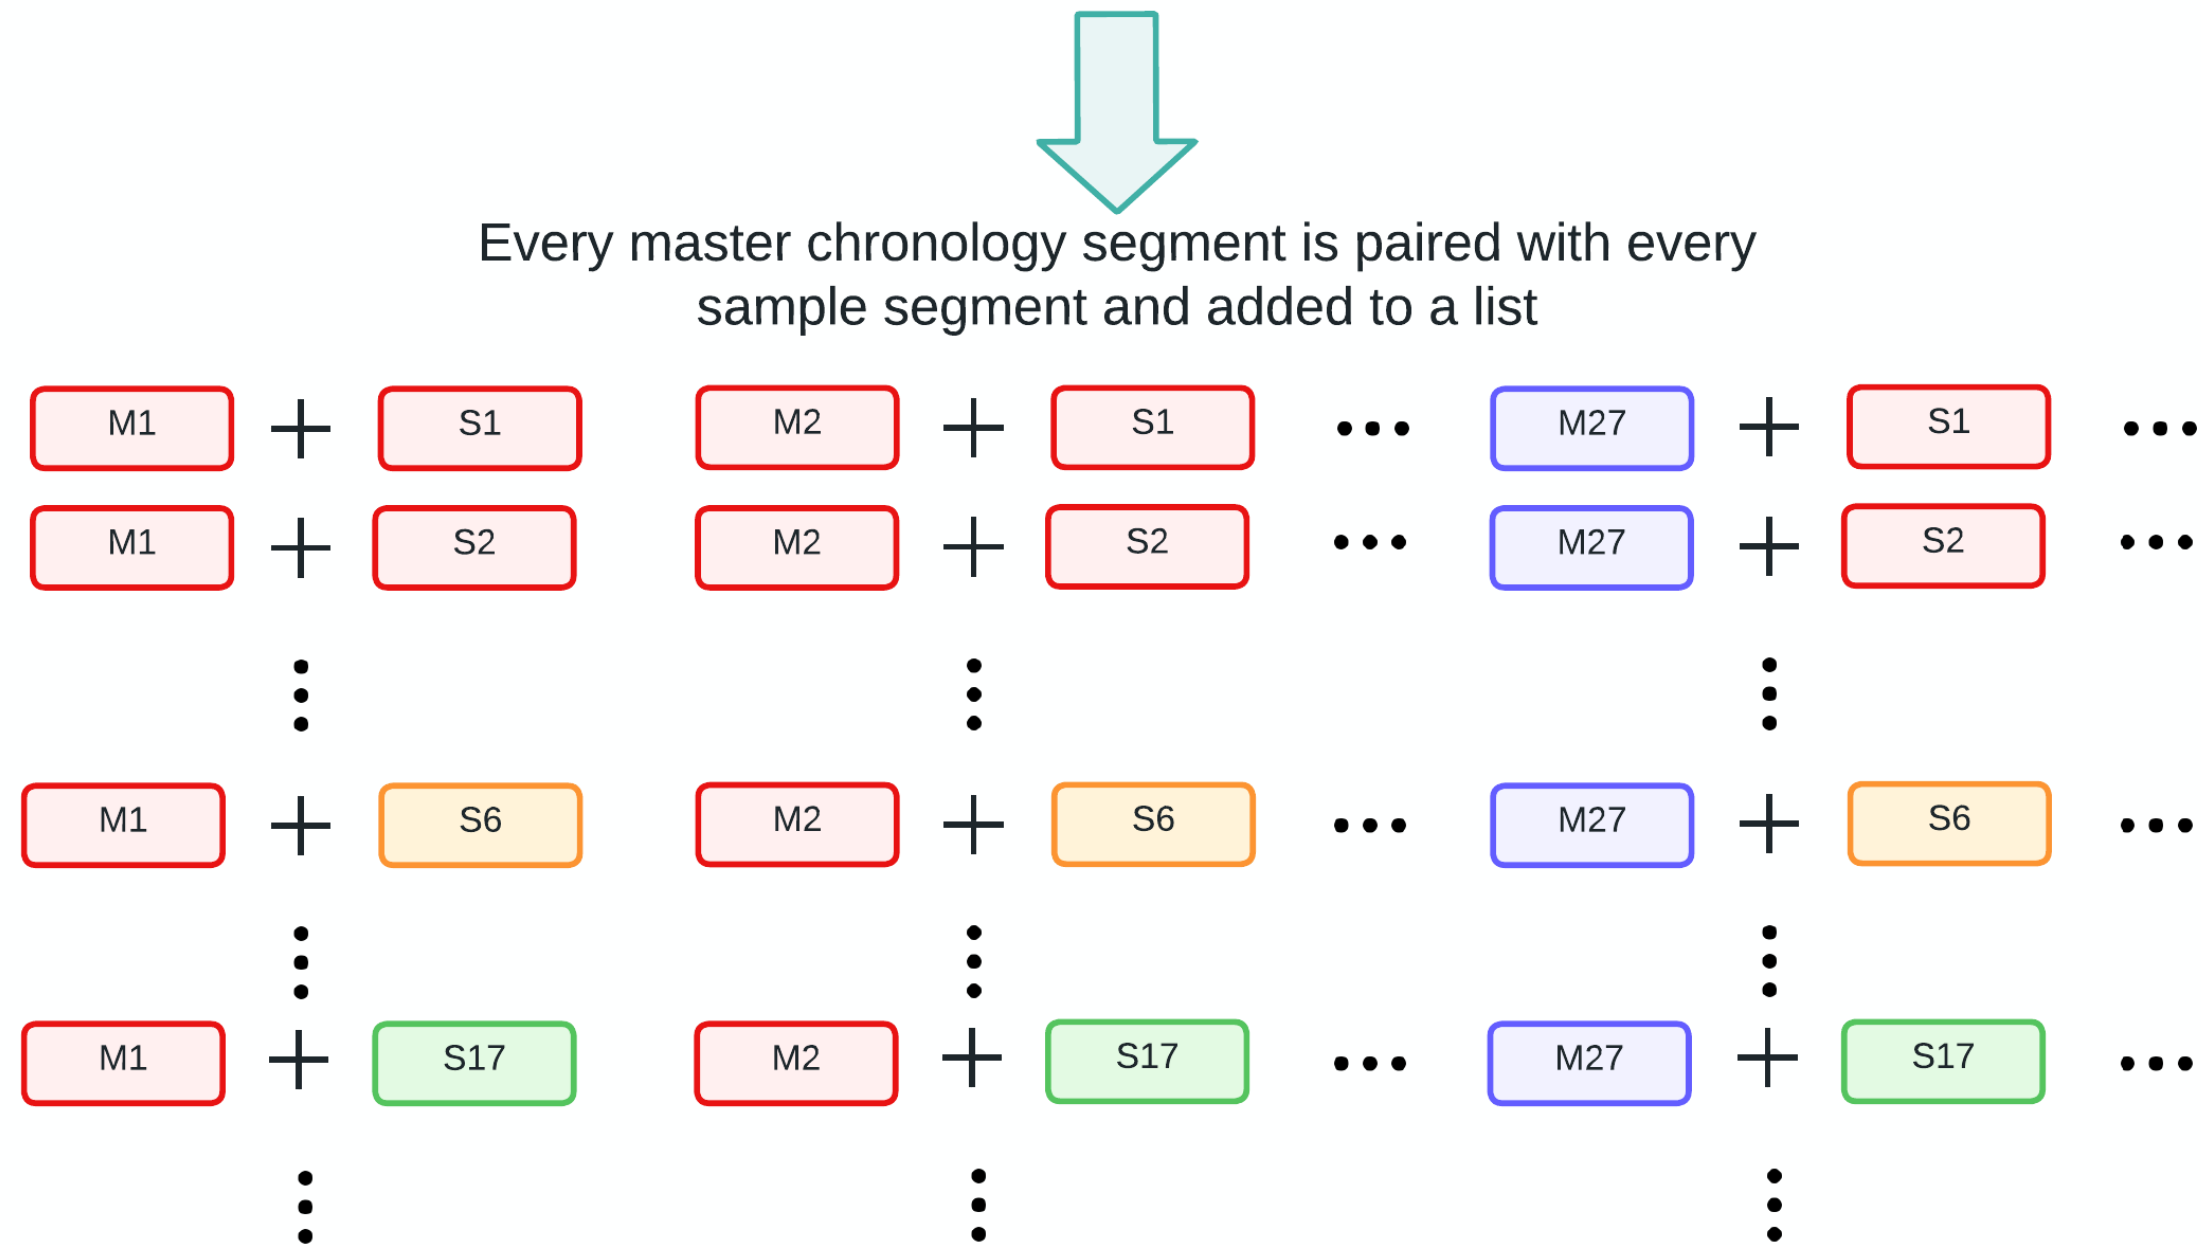 Every master chronology segment is paired with every
sample segment and added to a list
M1 + S1 M2 + S1 ••• M27 + S1 •••
M1 + S2 M2 + S2 ••• M27 + S2 •••
M1 + S6 M2 + S6 ••• M27 + S6 •••
M1 + S17 M2 + S17 ••• M27 + S17 •••